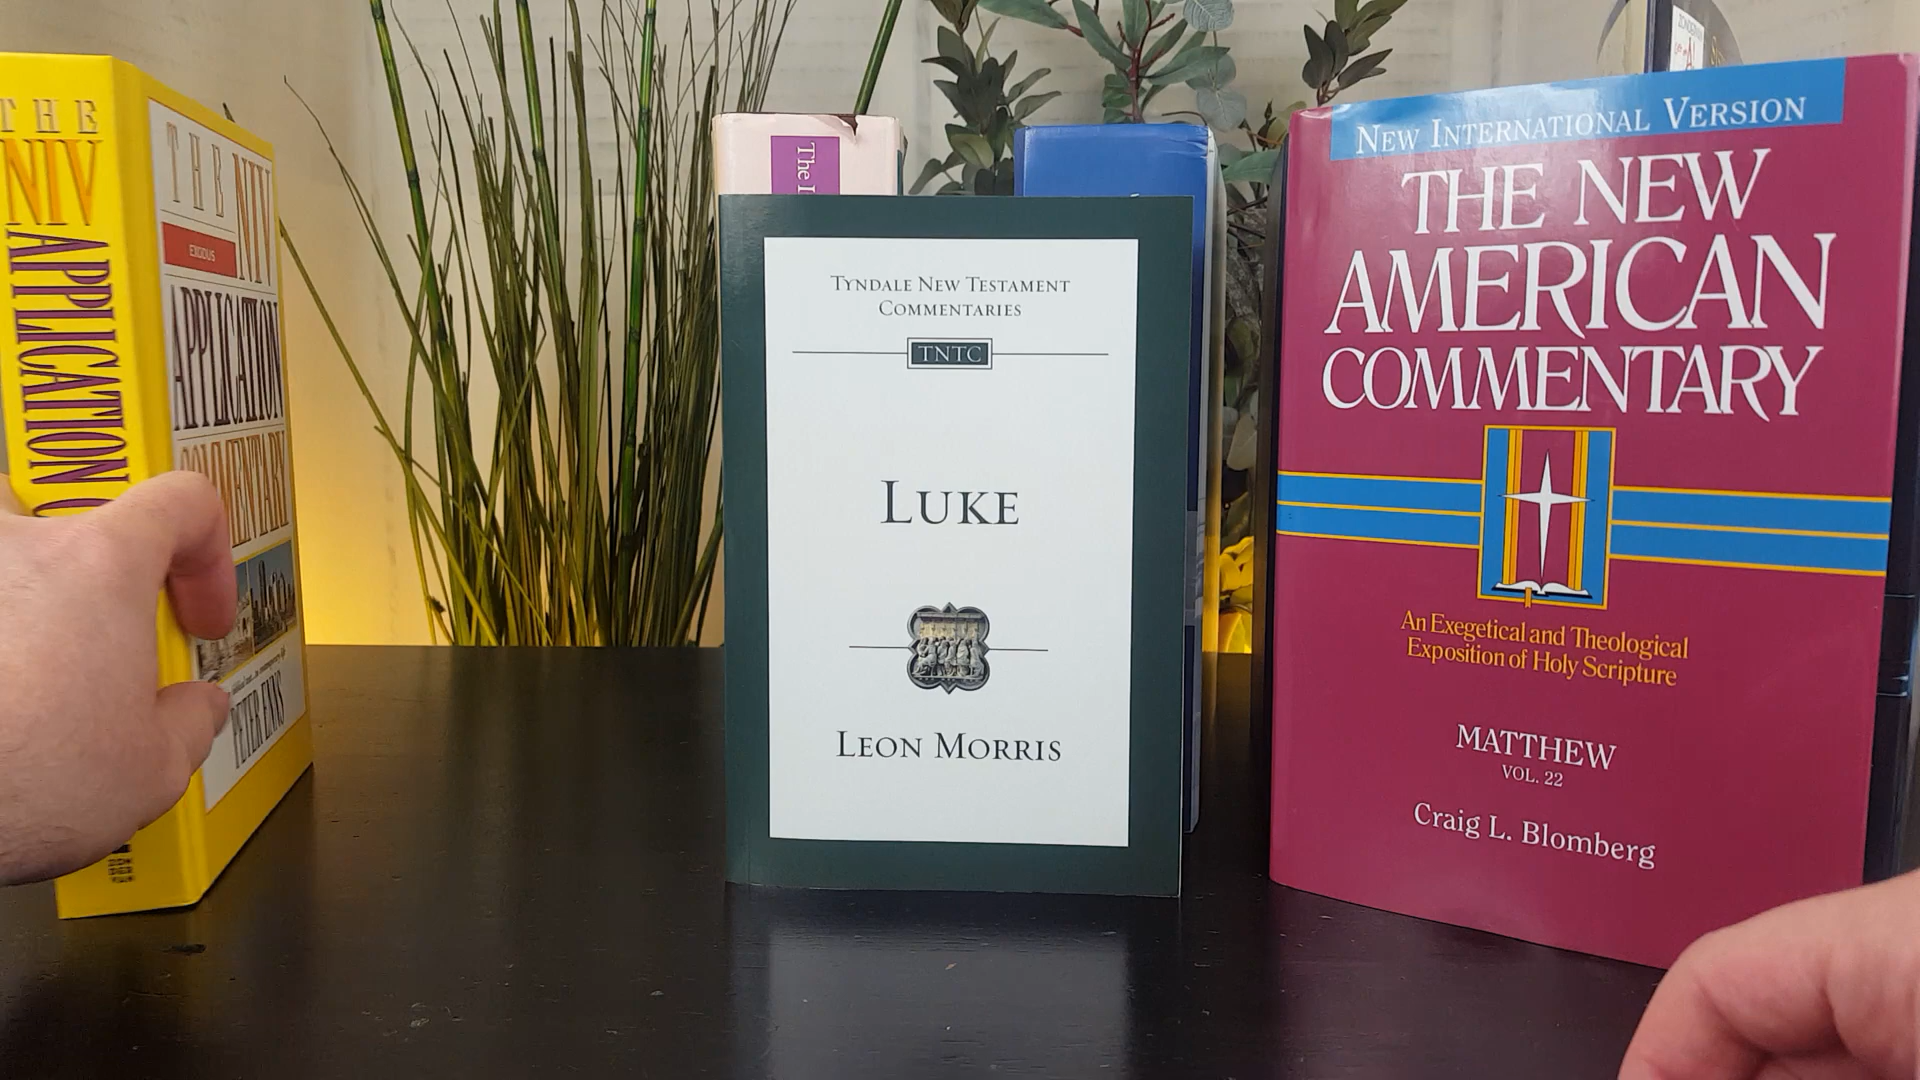 THE
NIV
APPLICATION
THE
NIV
EXODUS
APPLICATION
COMMENTARY
PETER ENNS
The
TYNDALE NEW TESTAMENT
COMMENTARIES
TNTC
LUKE
LEON MORRIS
NEW INTERNATIONAL VERSION
THE NEW
AMERICAN
COMMENTARY
An Exegetical and Theological
Exposition of Holy Scripture
MATTHEW
VOL. 22
Craig L. Blomberg